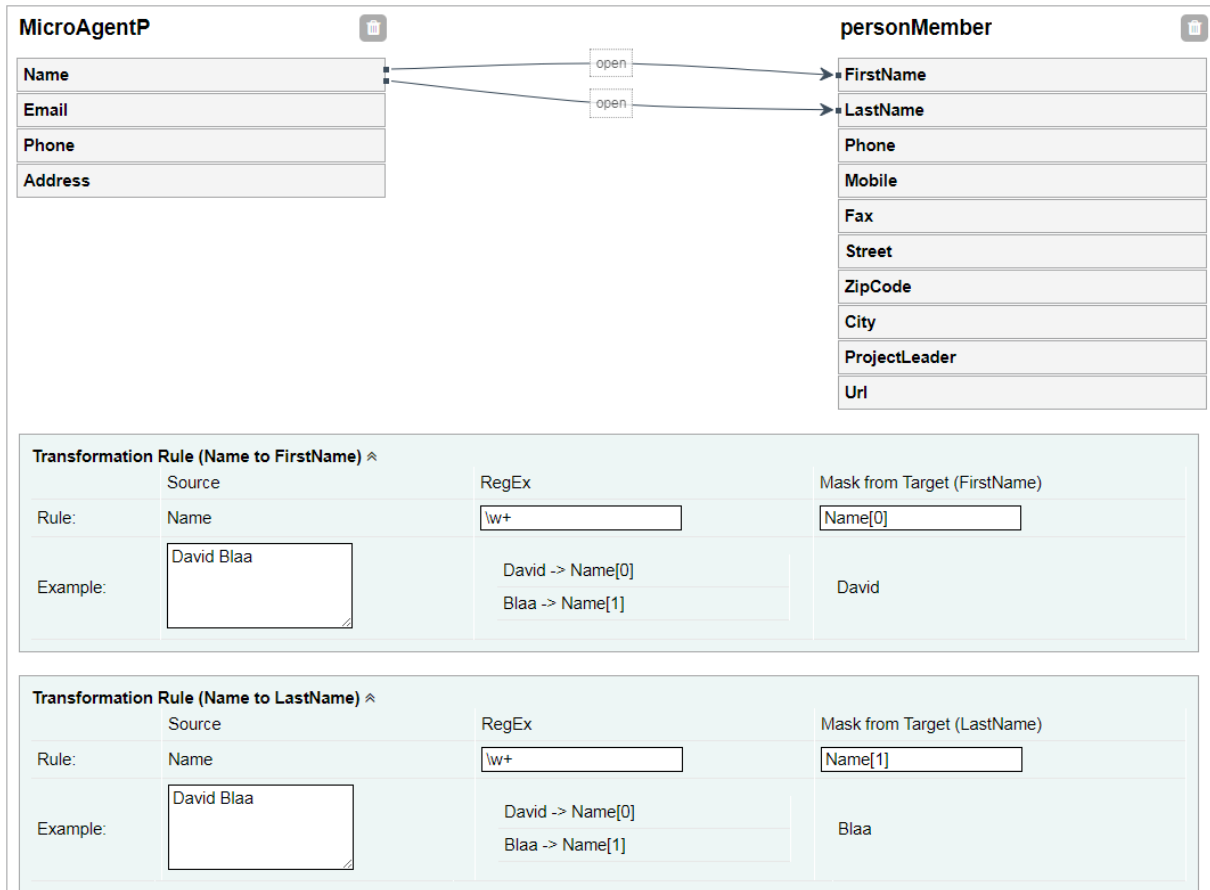 MicroAgentP
personMember
Name
Email
Phone
Address
open
open
FirstName
LastName
Phone
Mobile
Fax
Street
ZipCode
City
ProjectLeader
Url
Transformation Rule (Name to FirstName)
Source RegEx Mask from Target (FirstName)
Rule: Name \w+ Name[0]
Example: David Blaa
David -> Name[0]
Blaa -> Name[1]
David
Transformation Rule (Name to LastName)
Source RegEx Mask from Target (LastName)
Rule: Name \w+ Name[1]
Example: David Blaa
David -> Name[0]
Blaa -> Name[1]
Blaa